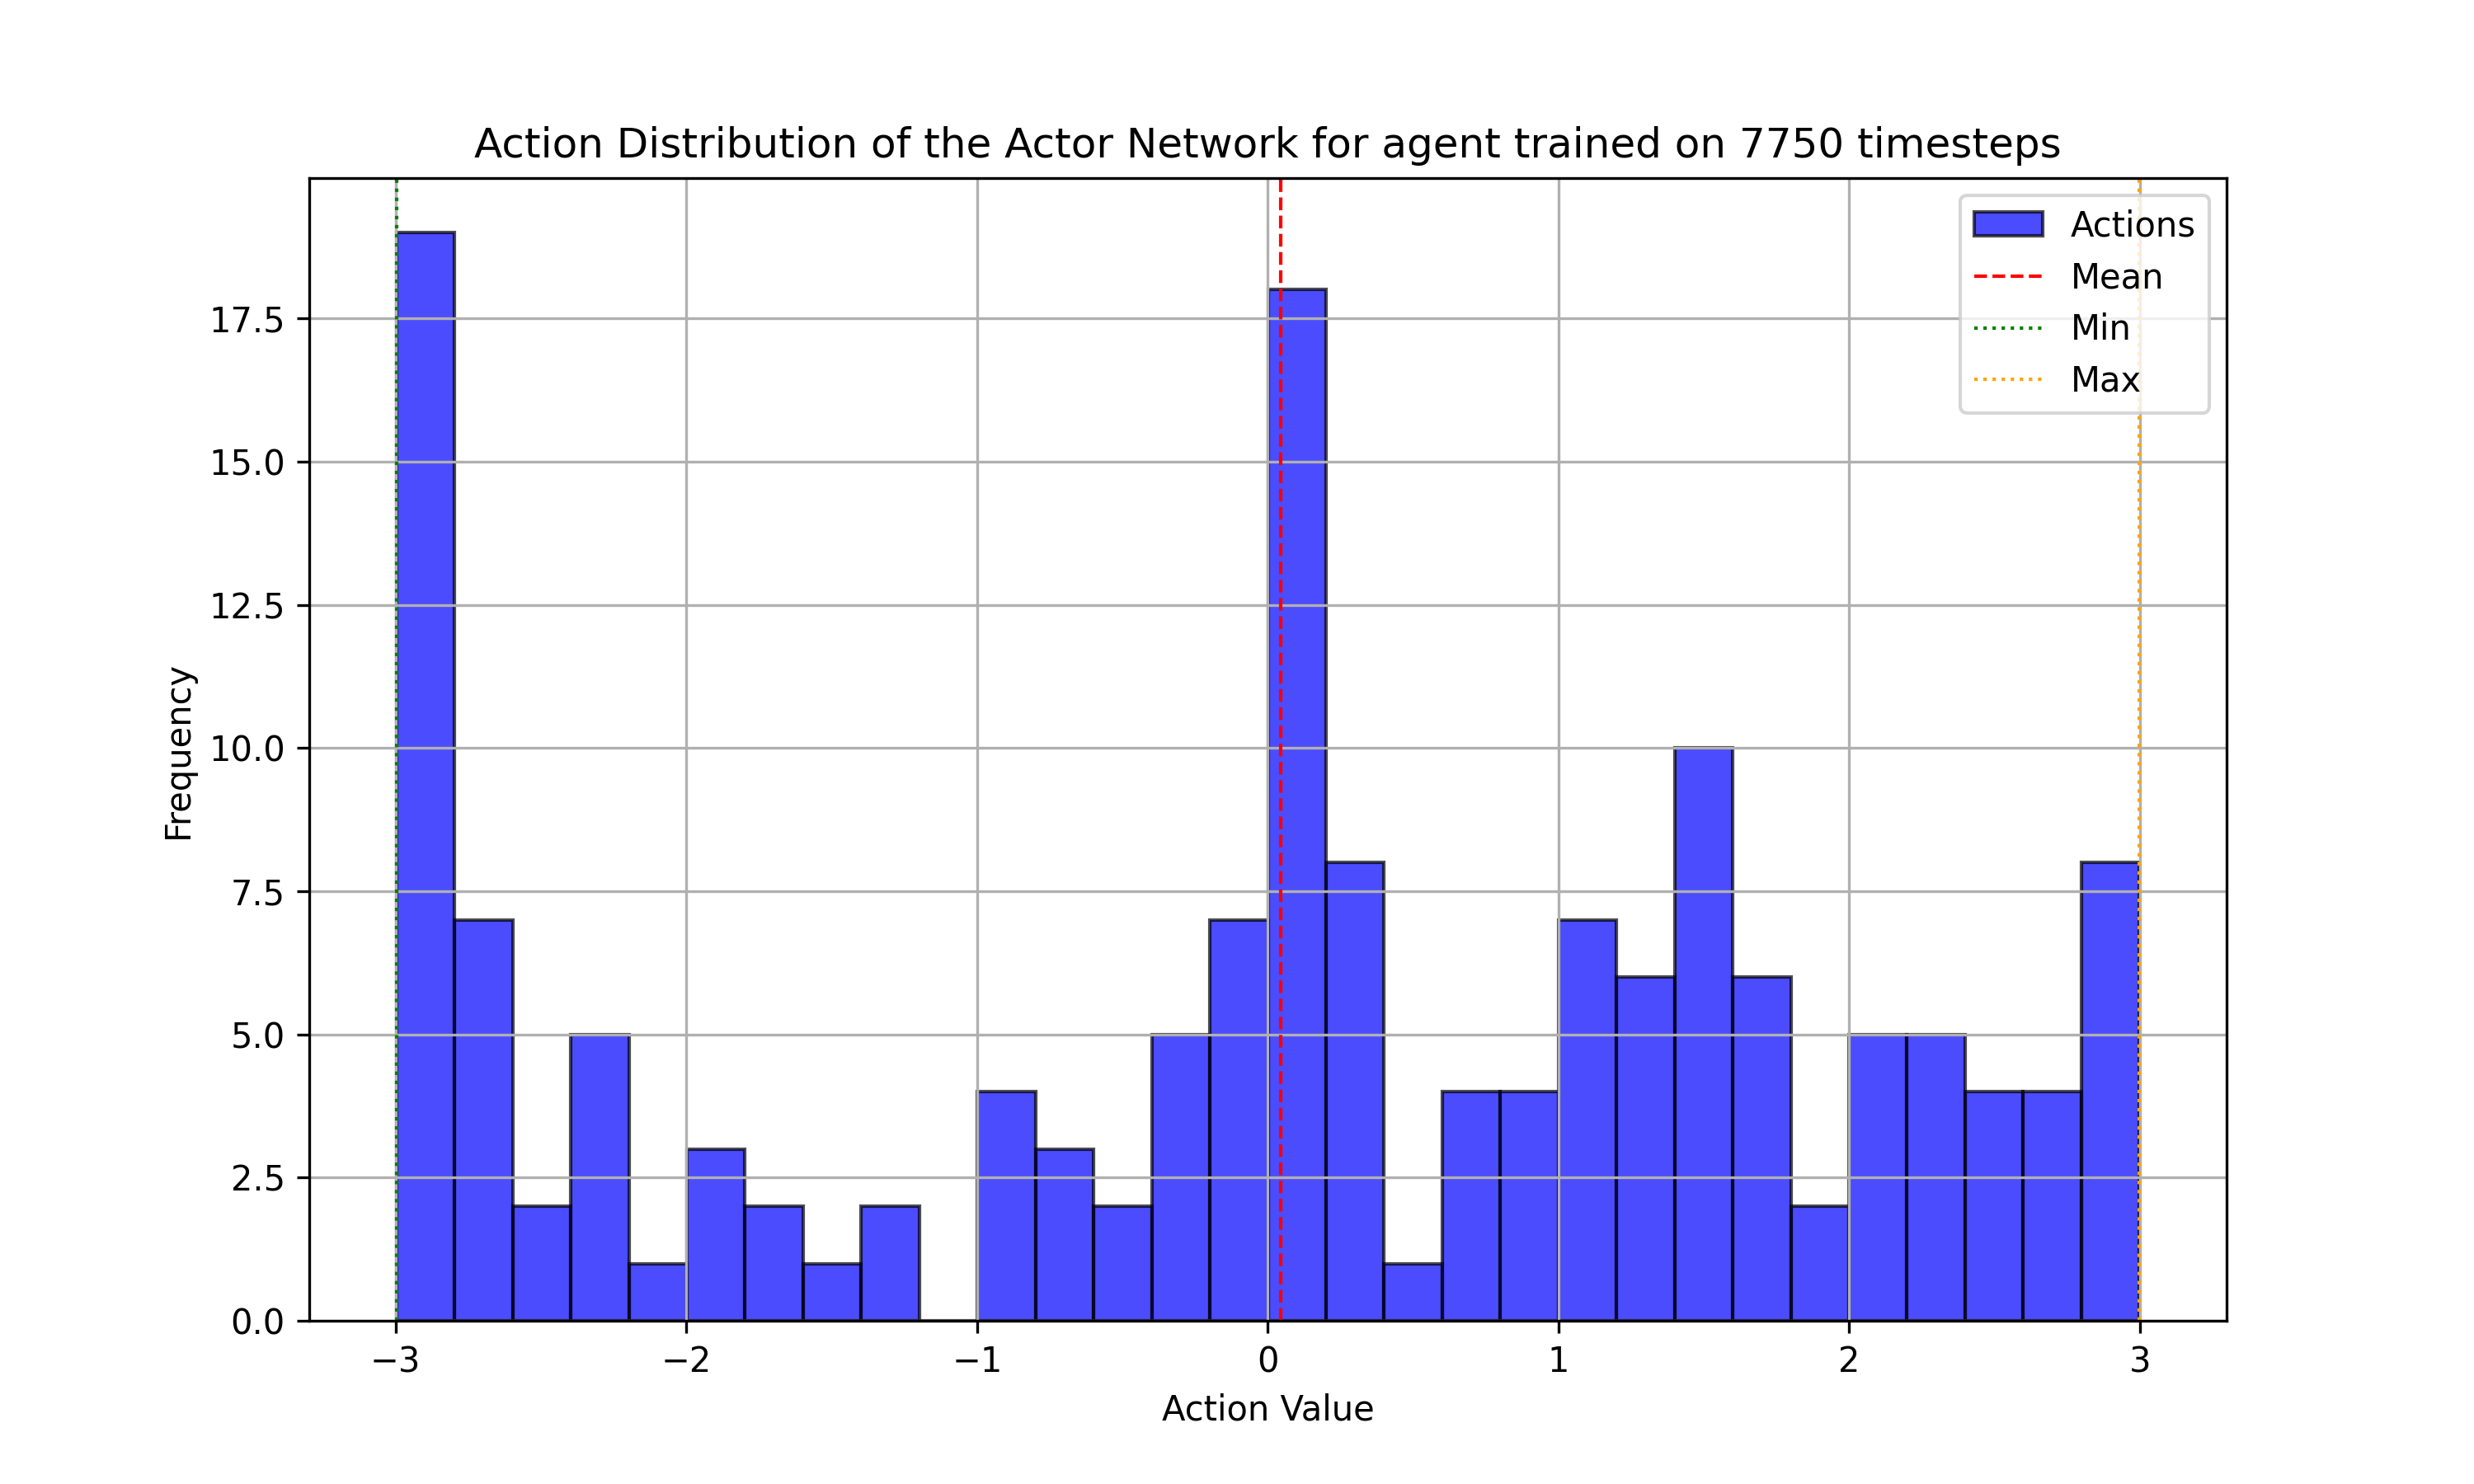 Action Distribution of the Actor Network for agent trained on 7750 timesteps
Actions
Mean
Min
Max
17.5
15.0
12.5
10.0
7.5
5.0
2.5
0.0
Frequency
−3 −2 −1 0 1 2 3
Action Value